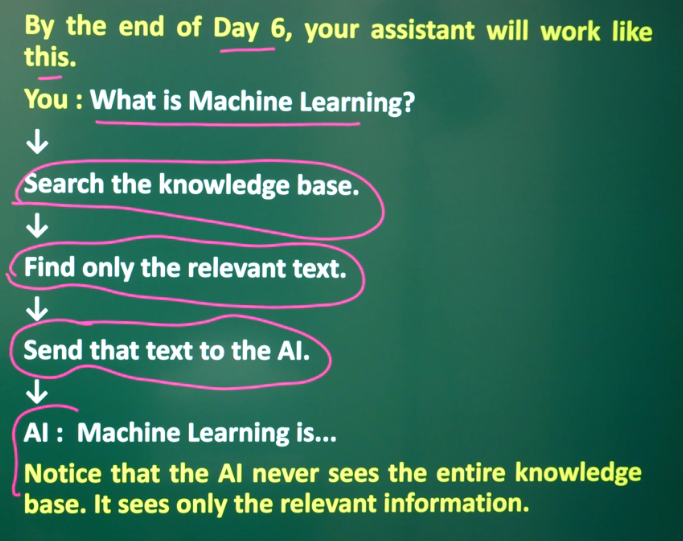 By the end of Day 6, your assistant will work like
this.
You : What is Machine Learning?
↓
Search the knowledge base.
↓
Find only the relevant text.
↓
Send that text to the AI.
↓
AI :  Machine Learning is...
Notice that the AI never sees the entire knowledge
base. It sees only the relevant information.